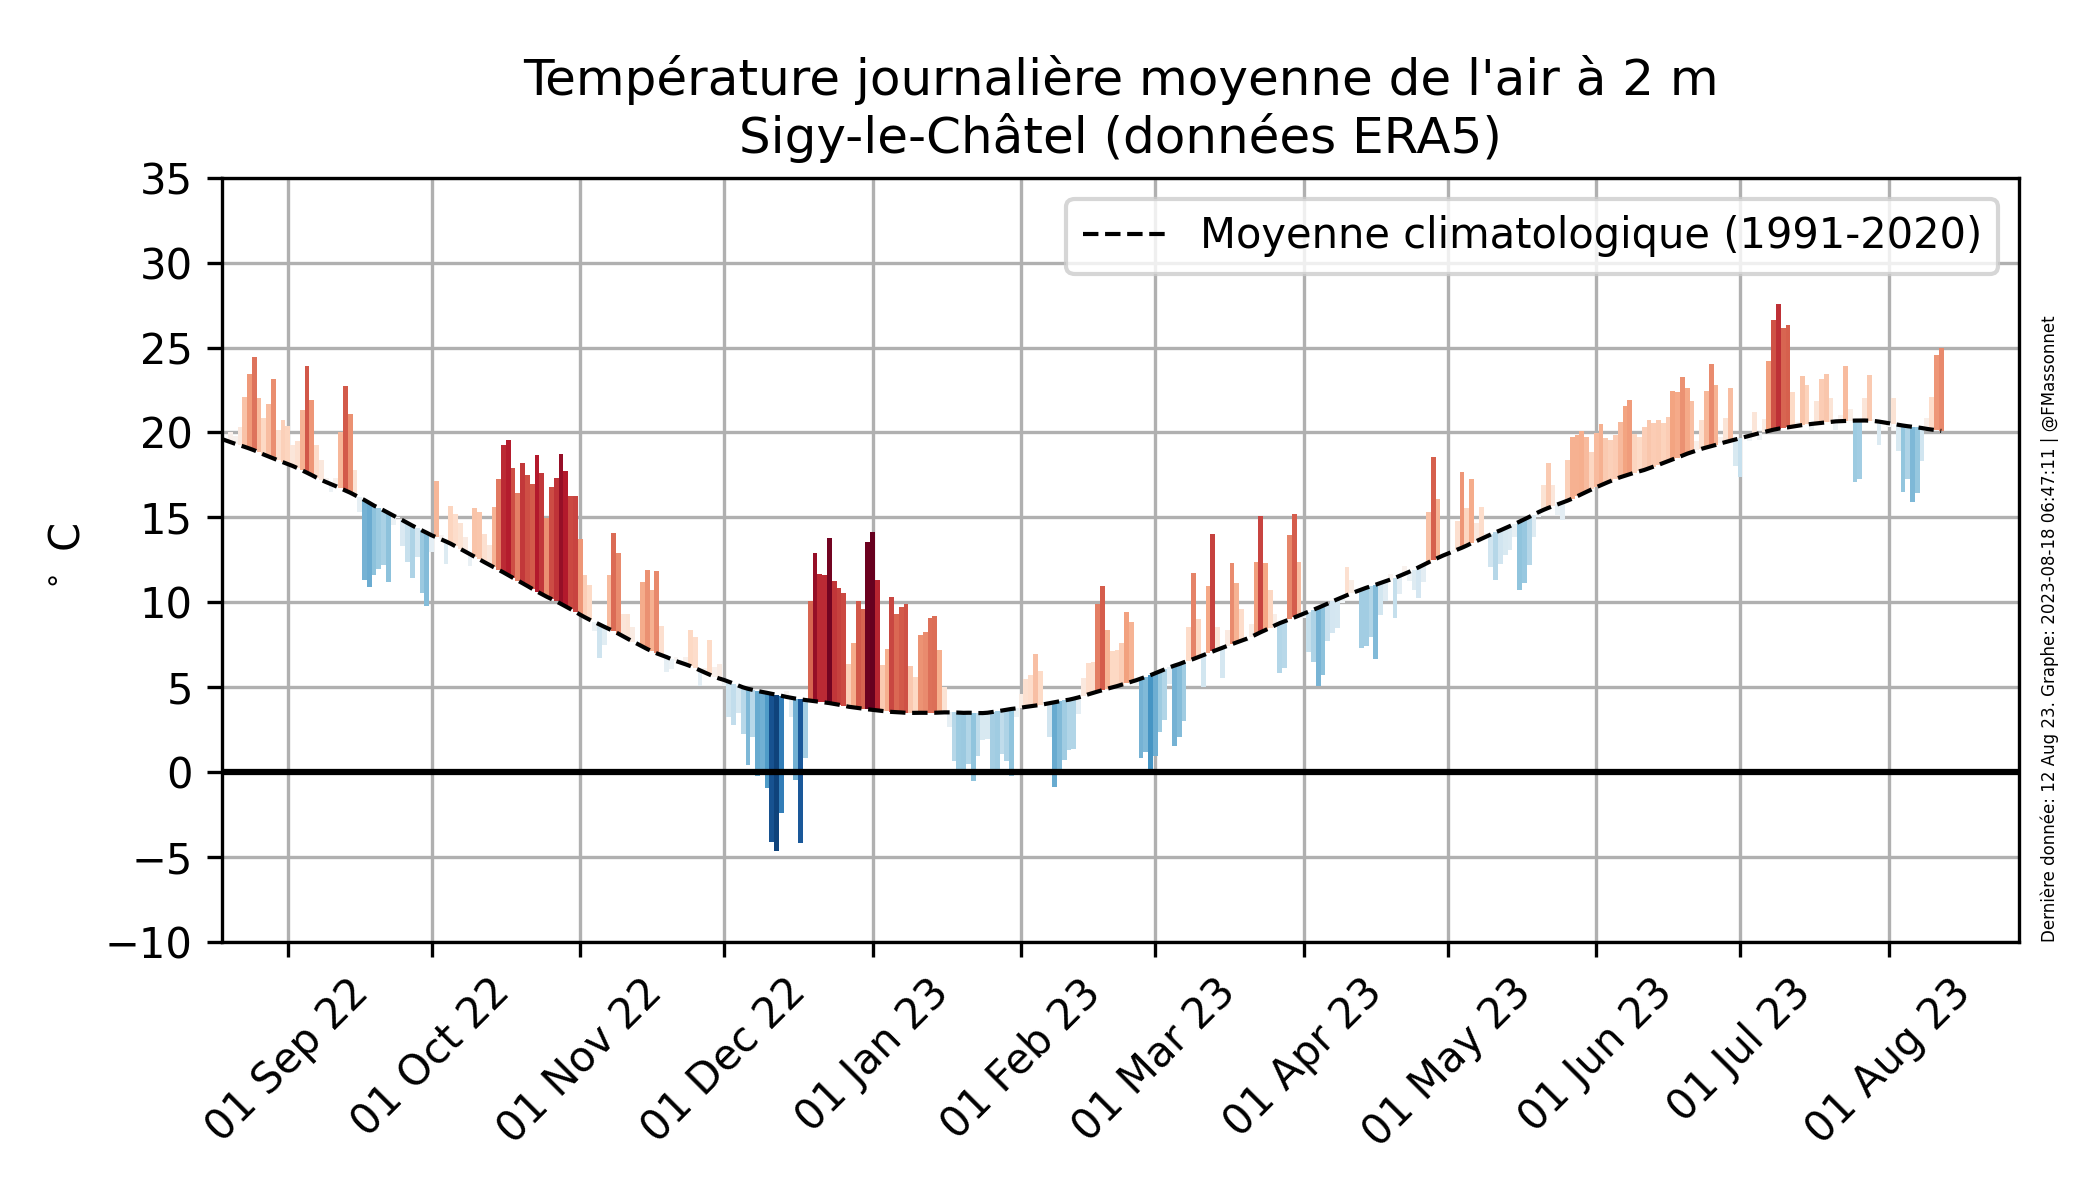 Température journalière moyenne de l'air à 2 m
Sigy-le-Châtel (données ERA5)
35
30
25
20
15
10
5
0
−5
−10
° C
Moyenne climatologique (1991-2020)
01 Sep 22
01 Oct 22
01 Nov 22
01 Dec 22
01 Jan 23
01 Feb 23
01 Mar 23
01 Apr 23
01 May 23
01 Jun 23
01 Jul 23
01 Aug 23
Dernière donnée: 12 Aug 23. Graphe: 2023-08-18 06:47:11 | @FMassonnet